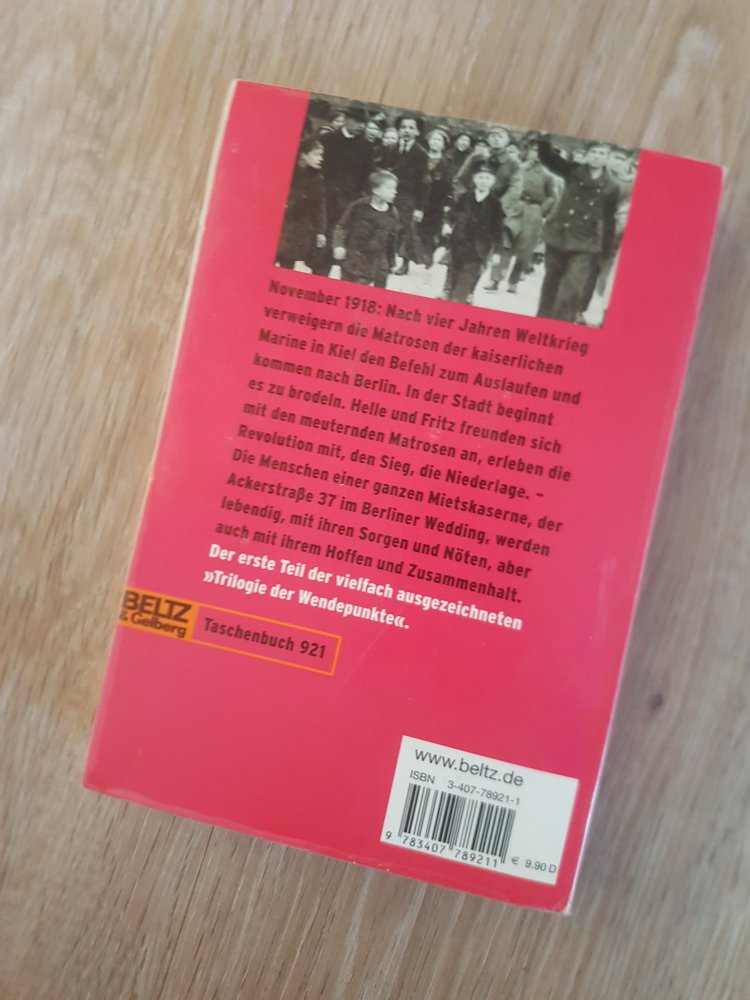 November 1918: Nach vier Jahren Weltkrieg
verweigern die Matrosen der kaiserlichen
Marine in Kiel den Befehl zum Auslaufen und
kommen nach Berlin. In der Stadt beginnt
es zu brodeln. Helle und Fritz freunden sich
mit den meuternden Matrosen an, erleben die
Revolution mit, den Sieg, die Niederlage. –
Die Menschen einer ganzen Mietskaserne, der
Ackerstraße 37 im Berliner Wedding, werden
lebendig, mit ihren Sorgen und Nöten, aber
auch mit ihrem Hoffen und Zusammenhalt.
Der erste Teil der vielfach ausgezeichneten
»Trilogie der Wendepunkte«.
BELTZ
& Gelberg
Taschenbuch 921
www.beltz.de
ISBN 3-407-78921-1
9 783407 789211
€ 9.90 D